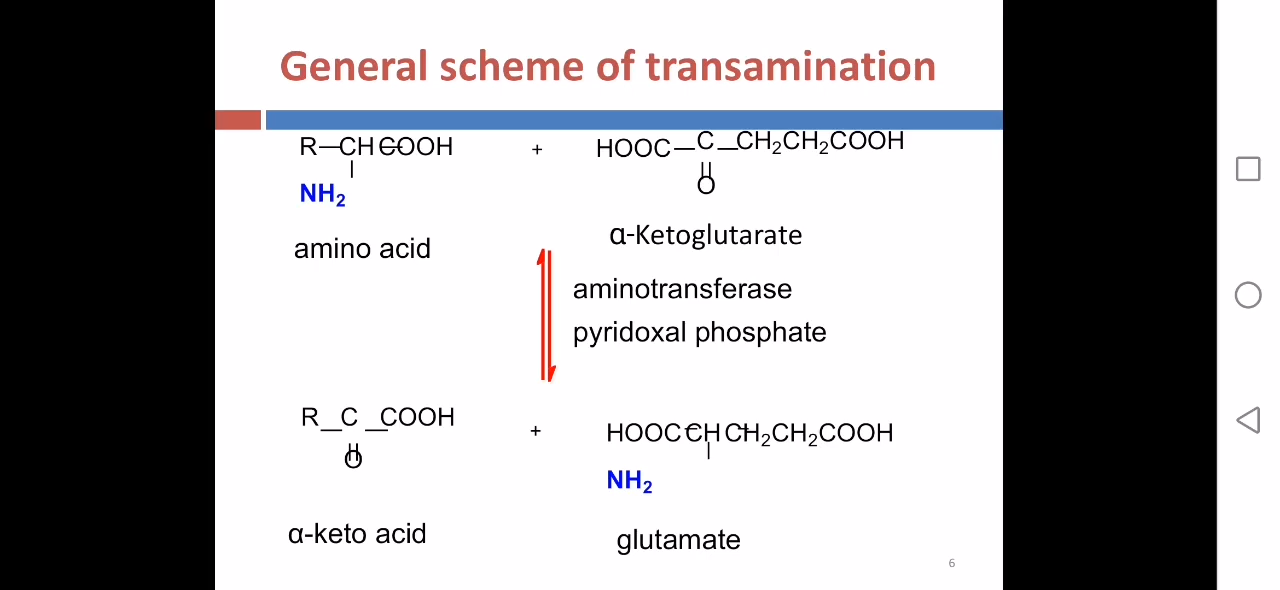 General scheme of transamination
R—CH—COOH + HOOC—C—CH₂CH₂COOH
NH₂ O
amino acid α-Ketoglutarate
aminotransferase
pyridoxal phosphate
R—C—COOH + HOOC—CH—CH₂CH₂COOH
O NH₂
α-keto acid glutamate
6